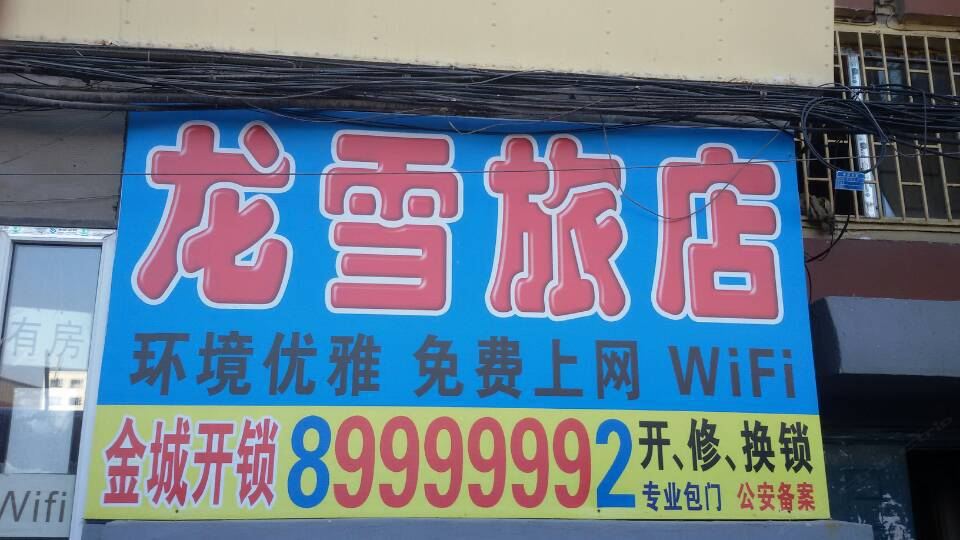 龙雪旅店
环境优雅 免费上网 WiFi
金城开锁 89999992 开、修、换锁
专业包门 公安备案
有房
Wifi